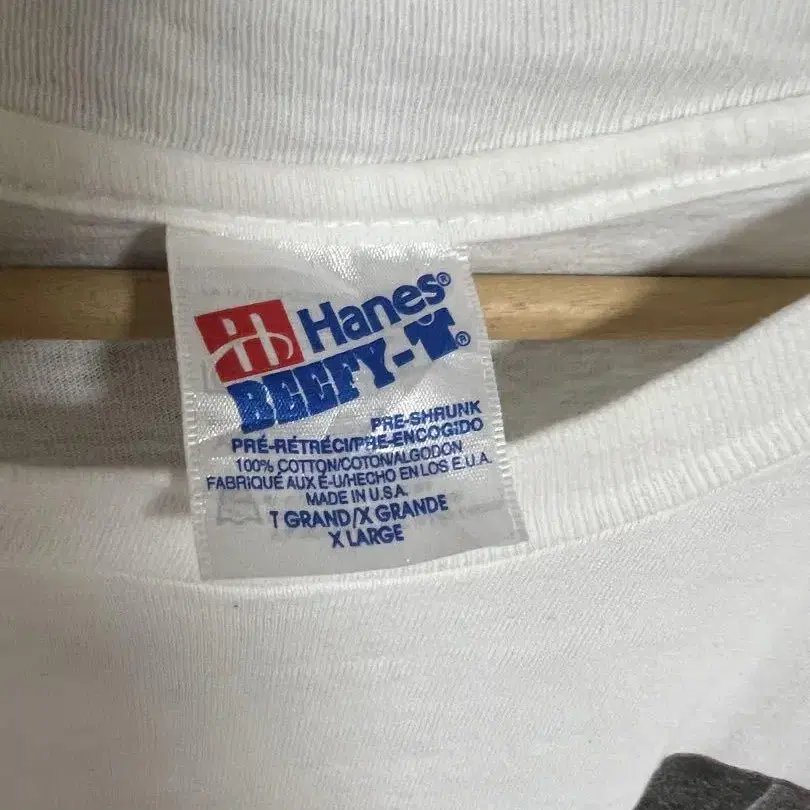 Hanes®
BEEFY-T®
PRE-SHRUNK
PRÉ-RÉTRÉCI/PRE-ENCOGIDO
100% COTTON/COTON/ALGODON
FABRIQUÉ AUX É-U/HECHO EN LOS E.U.A.
MADE IN U.S.A.
T GRAND/X GRANDE
X LARGE